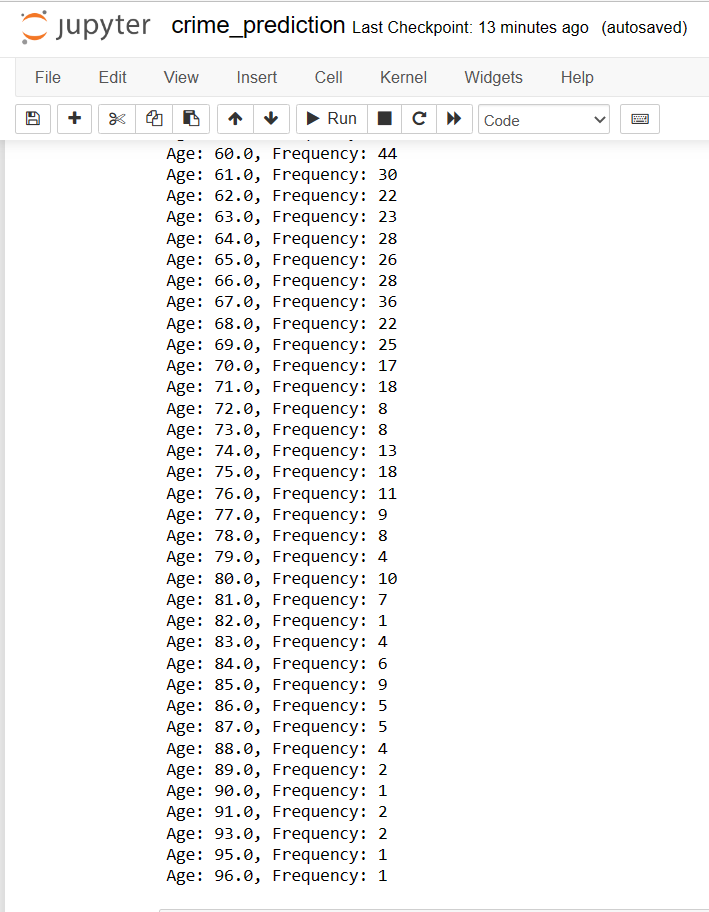 jupyter crime_prediction Last Checkpoint: 13 minutes ago (autosaved)
File Edit View Insert Cell Kernel Widgets Help
Run Code
Age: 60.0, Frequency: 44
Age: 61.0, Frequency: 30
Age: 62.0, Frequency: 22
Age: 63.0, Frequency: 23
Age: 64.0, Frequency: 28
Age: 65.0, Frequency: 26
Age: 66.0, Frequency: 28
Age: 67.0, Frequency: 36
Age: 68.0, Frequency: 22
Age: 69.0, Frequency: 25
Age: 70.0, Frequency: 17
Age: 71.0, Frequency: 18
Age: 72.0, Frequency: 8
Age: 73.0, Frequency: 8
Age: 74.0, Frequency: 13
Age: 75.0, Frequency: 18
Age: 76.0, Frequency: 11
Age: 77.0, Frequency: 9
Age: 78.0, Frequency: 8
Age: 79.0, Frequency: 4
Age: 80.0, Frequency: 10
Age: 81.0, Frequency: 7
Age: 82.0, Frequency: 1
Age: 83.0, Frequency: 4
Age: 84.0, Frequency: 6
Age: 85.0, Frequency: 9
Age: 86.0, Frequency: 5
Age: 87.0, Frequency: 5
Age: 88.0, Frequency: 4
Age: 89.0, Frequency: 2
Age: 90.0, Frequency: 1
Age: 91.0, Frequency: 2
Age: 93.0, Frequency: 2
Age: 95.0, Frequency: 1
Age: 96.0, Frequency: 1